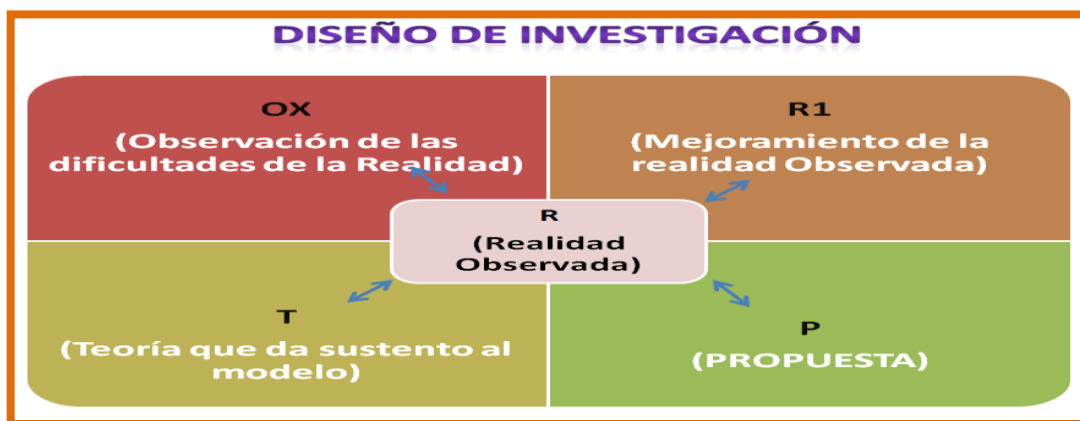 DISEÑO DE INVESTIGACIÓN
OX
(Observación de las
dificultades de la Realidad)
R1
(Mejoramiento de la
realidad Observada)
R
(Realidad
Observada)
T
(Teoría que da sustento al
modelo)
P
(PROPUESTA)